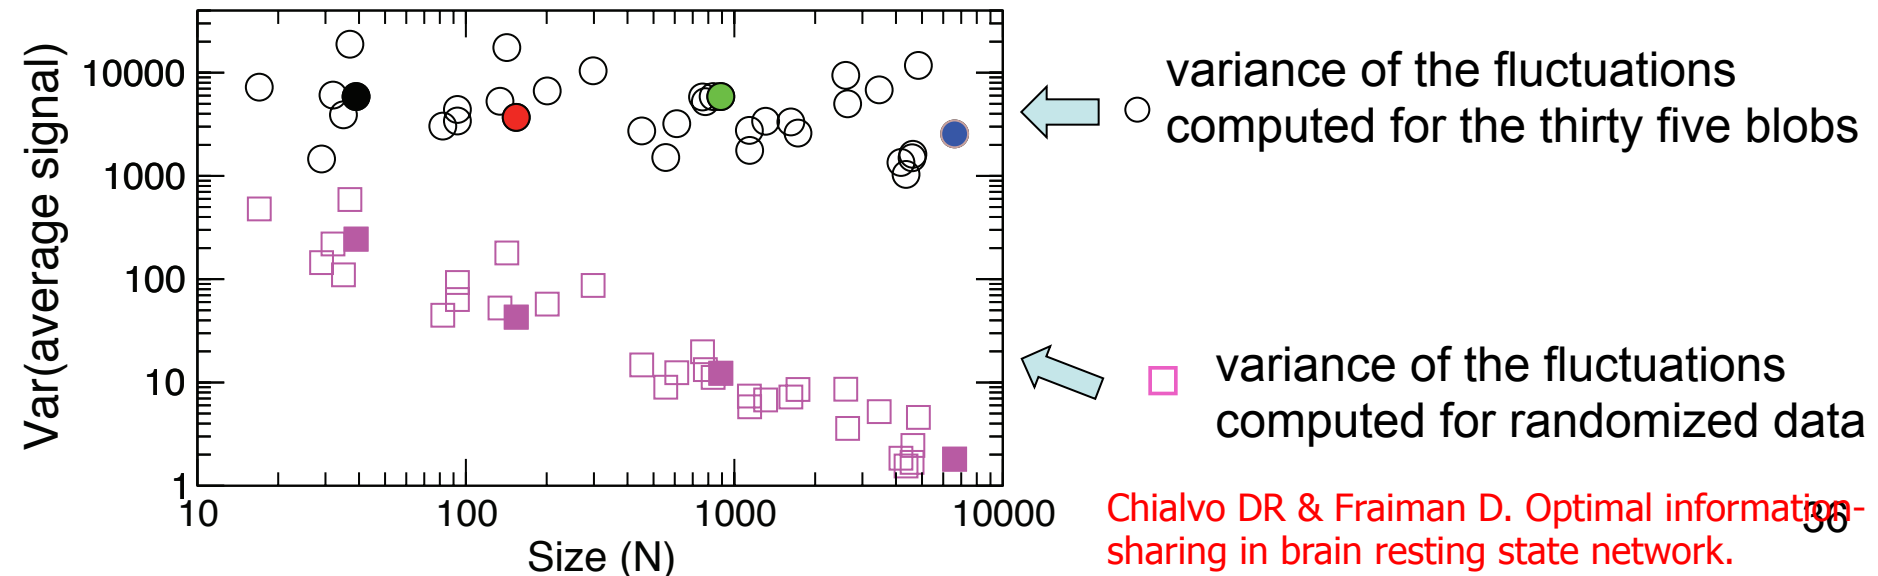 Var(average signal)
10000
1000
100
10
1
10
100
1000
10000
Size (N)
variance of the fluctuations
computed for the thirty five blobs
variance of the fluctuations
computed for randomized data
Chialvo DR & Fraiman D. Optimal information-
sharing in brain resting state network.
36